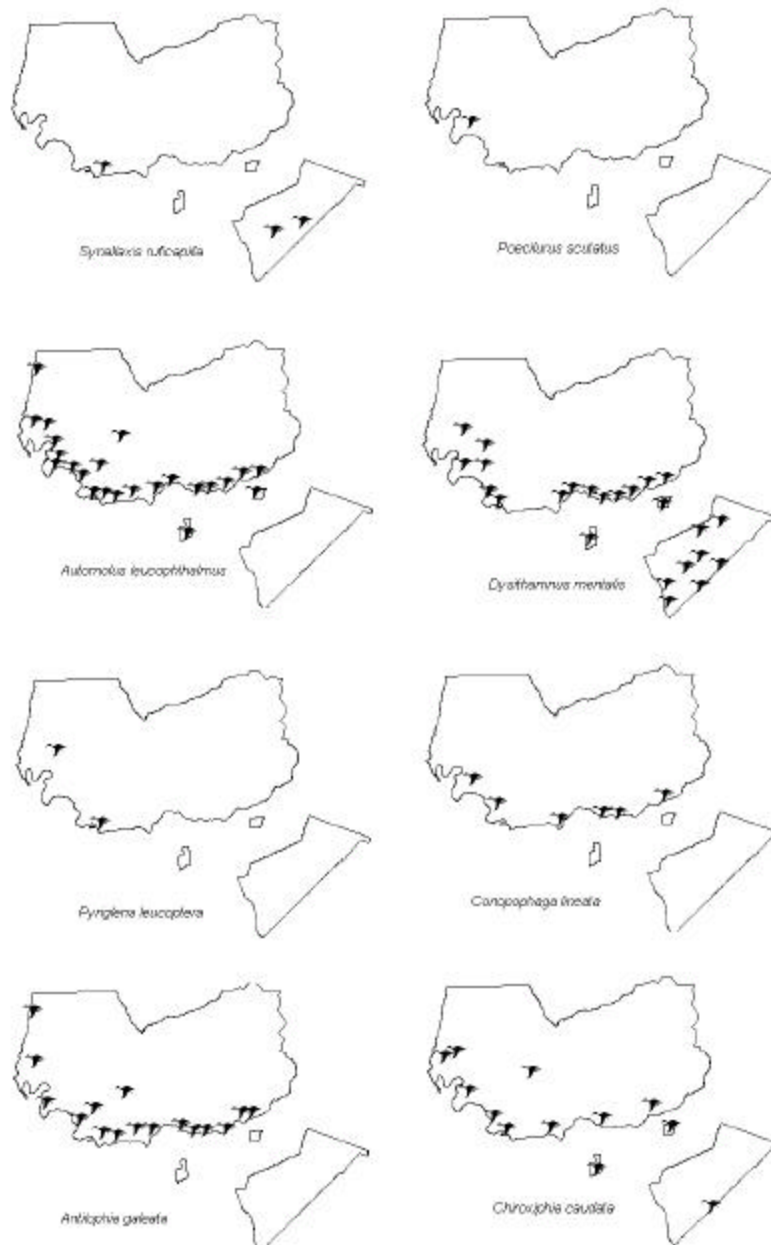 Synallaxis ruficapilla
Poecilurus scutatus
Automolus leucophthalmus
Dysithamnus mentalis
Pyriglena leucoptera
Conopophaga lineata
Antilophia galeata
Chiroxiphia caudata